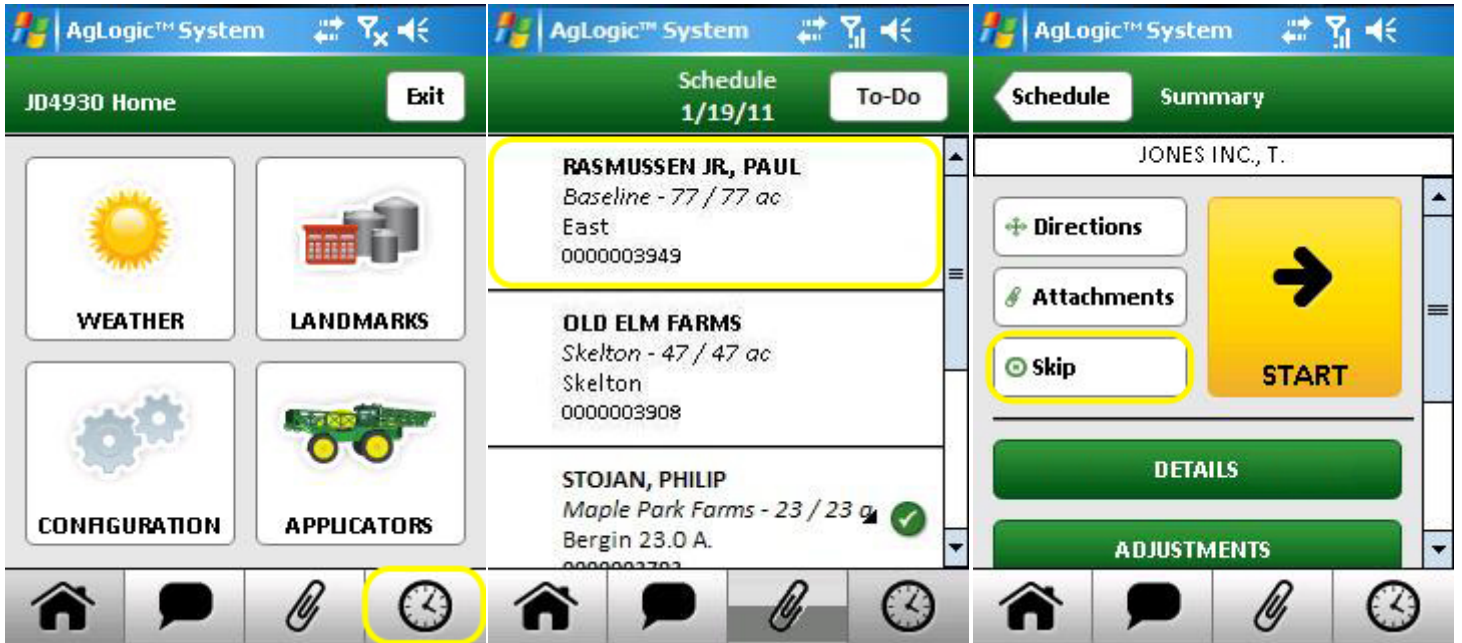 AgLogic™ System
JD4930 Home
Exit
WEATHER
LANDMARKS
CONFIGURATION
APPLICATORS
AgLogic™ System
Schedule
1/19/11
To-Do
RASMUSSEN JR., PAUL
Baseline - 77 / 77 ac
East
0000003949
OLD ELM FARMS
Skelton - 47 / 47 ac
Skelton
0000003908
STOJAN, PHILIP
Maple Park Farms - 23 / 23 a
Bergin 23.0 A.
AgLogic™ System
Schedule
Summary
JONES INC., T.
Directions
Attachments
Skip
START
DETAILS
ADJUSTMENTS